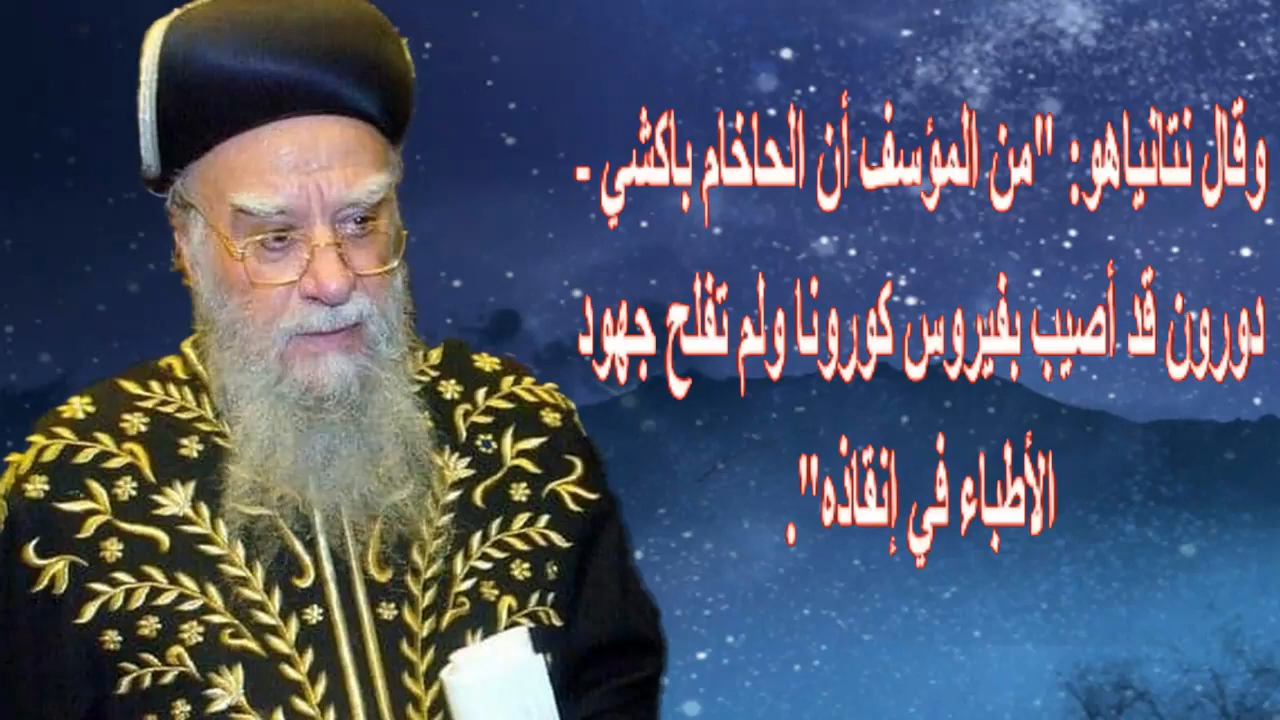 وقال نتانياهو: "من المؤسف أن الحاخام باكشي -
دورون قد أصيب بفيروس كورونا ولم تفلح جهود
الأطباء في إنقاذه".